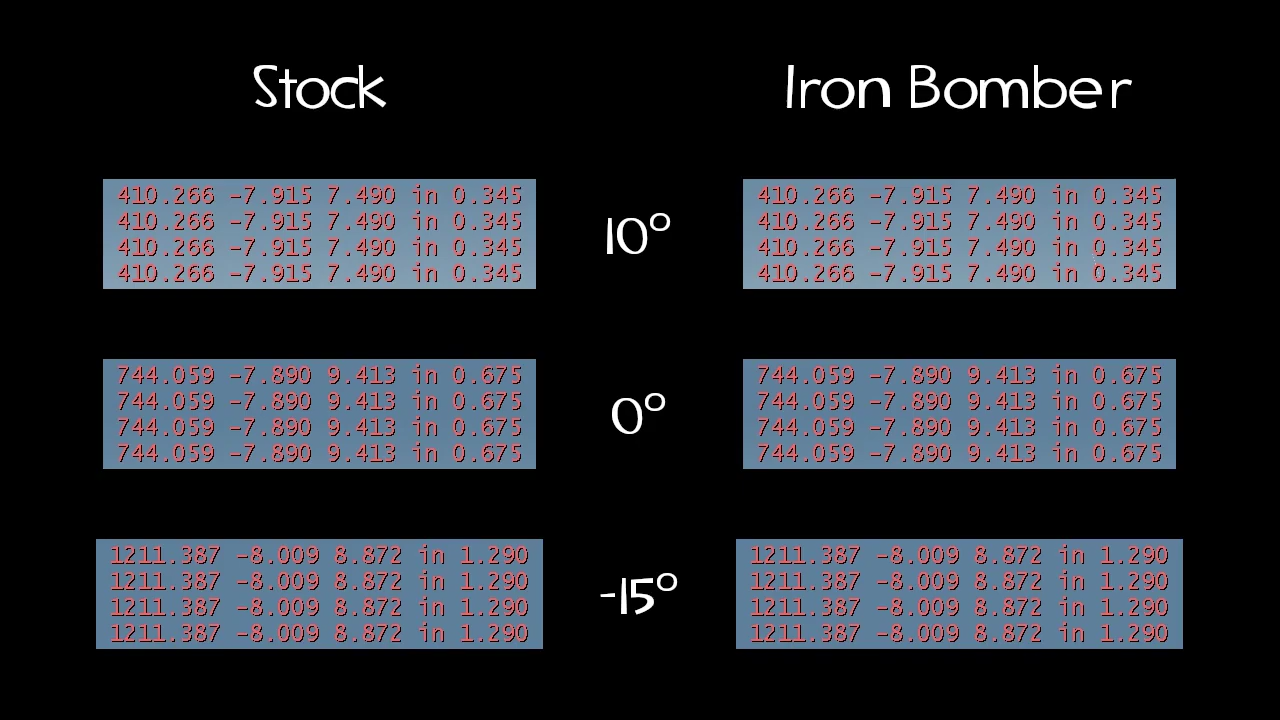 Stock
Iron Bomber
410.266 -7.915 7.490 in 0.345
410.266 -7.915 7.490 in 0.345
410.266 -7.915 7.490 in 0.345
410.266 -7.915 7.490 in 0.345
10°
410.266 -7.915 7.490 in 0.345
410.266 -7.915 7.490 in 0.345
410.266 -7.915 7.490 in 0.345
410.266 -7.915 7.490 in 0.345
744.059 -7.890 9.413 in 0.675
744.059 -7.890 9.413 in 0.675
744.059 -7.890 9.413 in 0.675
744.059 -7.890 9.413 in 0.675
0°
744.059 -7.890 9.413 in 0.675
744.059 -7.890 9.413 in 0.675
744.059 -7.890 9.413 in 0.675
744.059 -7.890 9.413 in 0.675
1211.387 -8.009 8.872 in 1.290
1211.387 -8.009 8.872 in 1.290
1211.387 -8.009 8.872 in 1.290
1211.387 -8.009 8.872 in 1.290
-15°
1211.387 -8.009 8.872 in 1.290
1211.387 -8.009 8.872 in 1.290
1211.387 -8.009 8.872 in 1.290
1211.387 -8.009 8.872 in 1.290